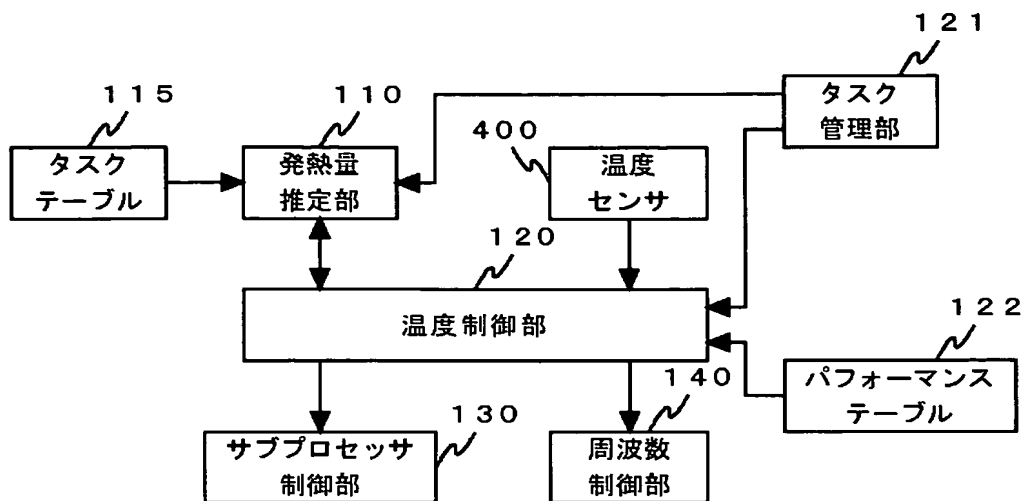 121
タスク
管理部
115
タスク
テーブル
110
発熱量
推定部
400
温度
センサ
120
温度制御部
122
パフォーマンス
テーブル
130
サブプロセッサ
制御部
140
周波数
制御部